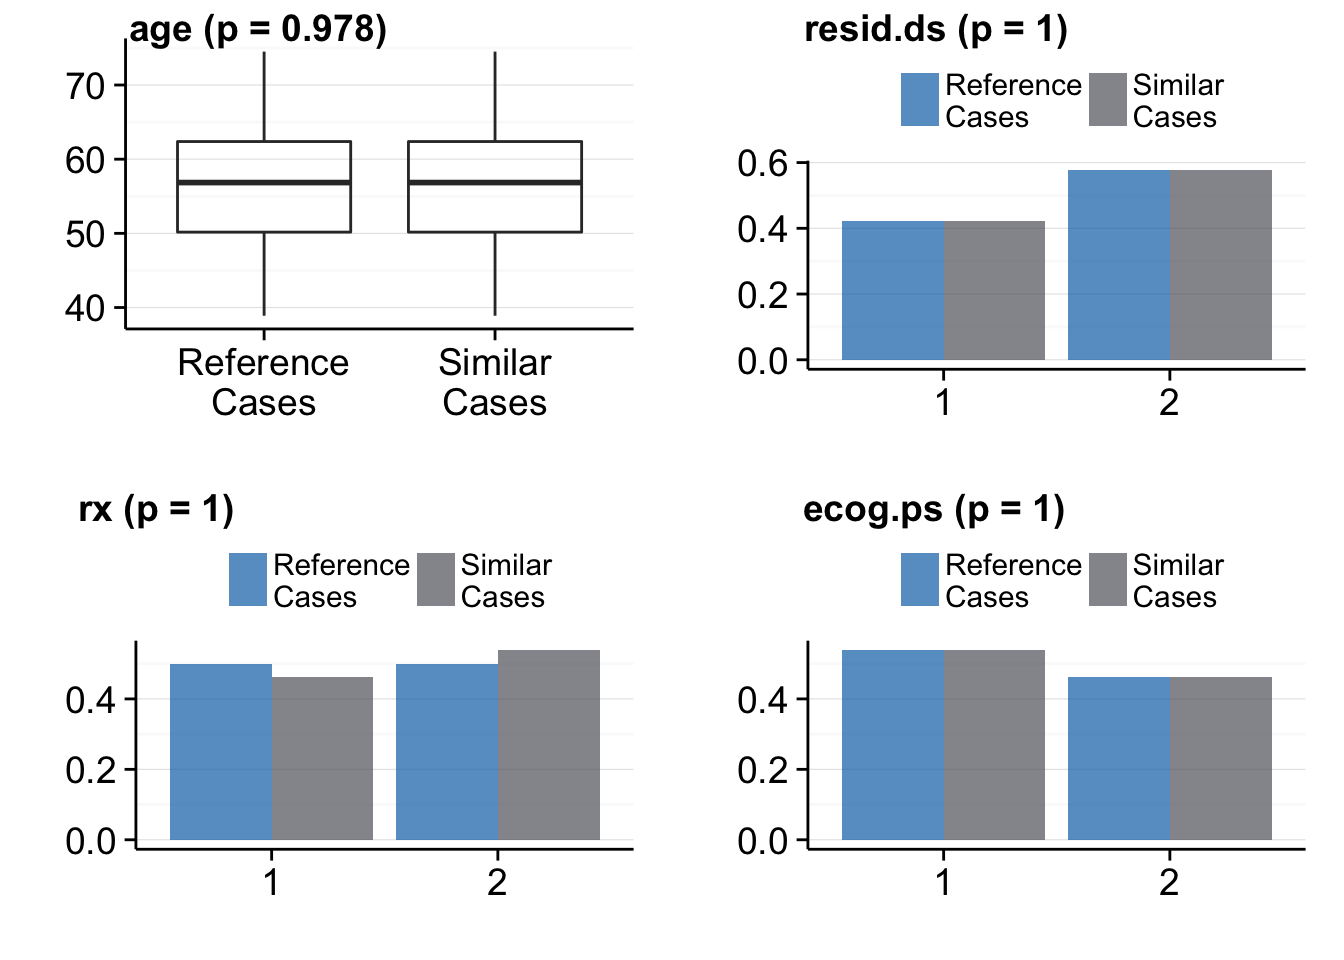 age (p = 0.978)
70
60
50
40
Reference
Cases
Similar
Cases
resid.ds (p = 1)
Reference
Cases
Similar
Cases
0.6
0.4
0.2
0.0
1
2
rx (p = 1)
Reference
Cases
Similar
Cases
0.4
0.2
0.0
1
2
ecog.ps (p = 1)
Reference
Cases
Similar
Cases
0.4
0.2
0.0
1
2